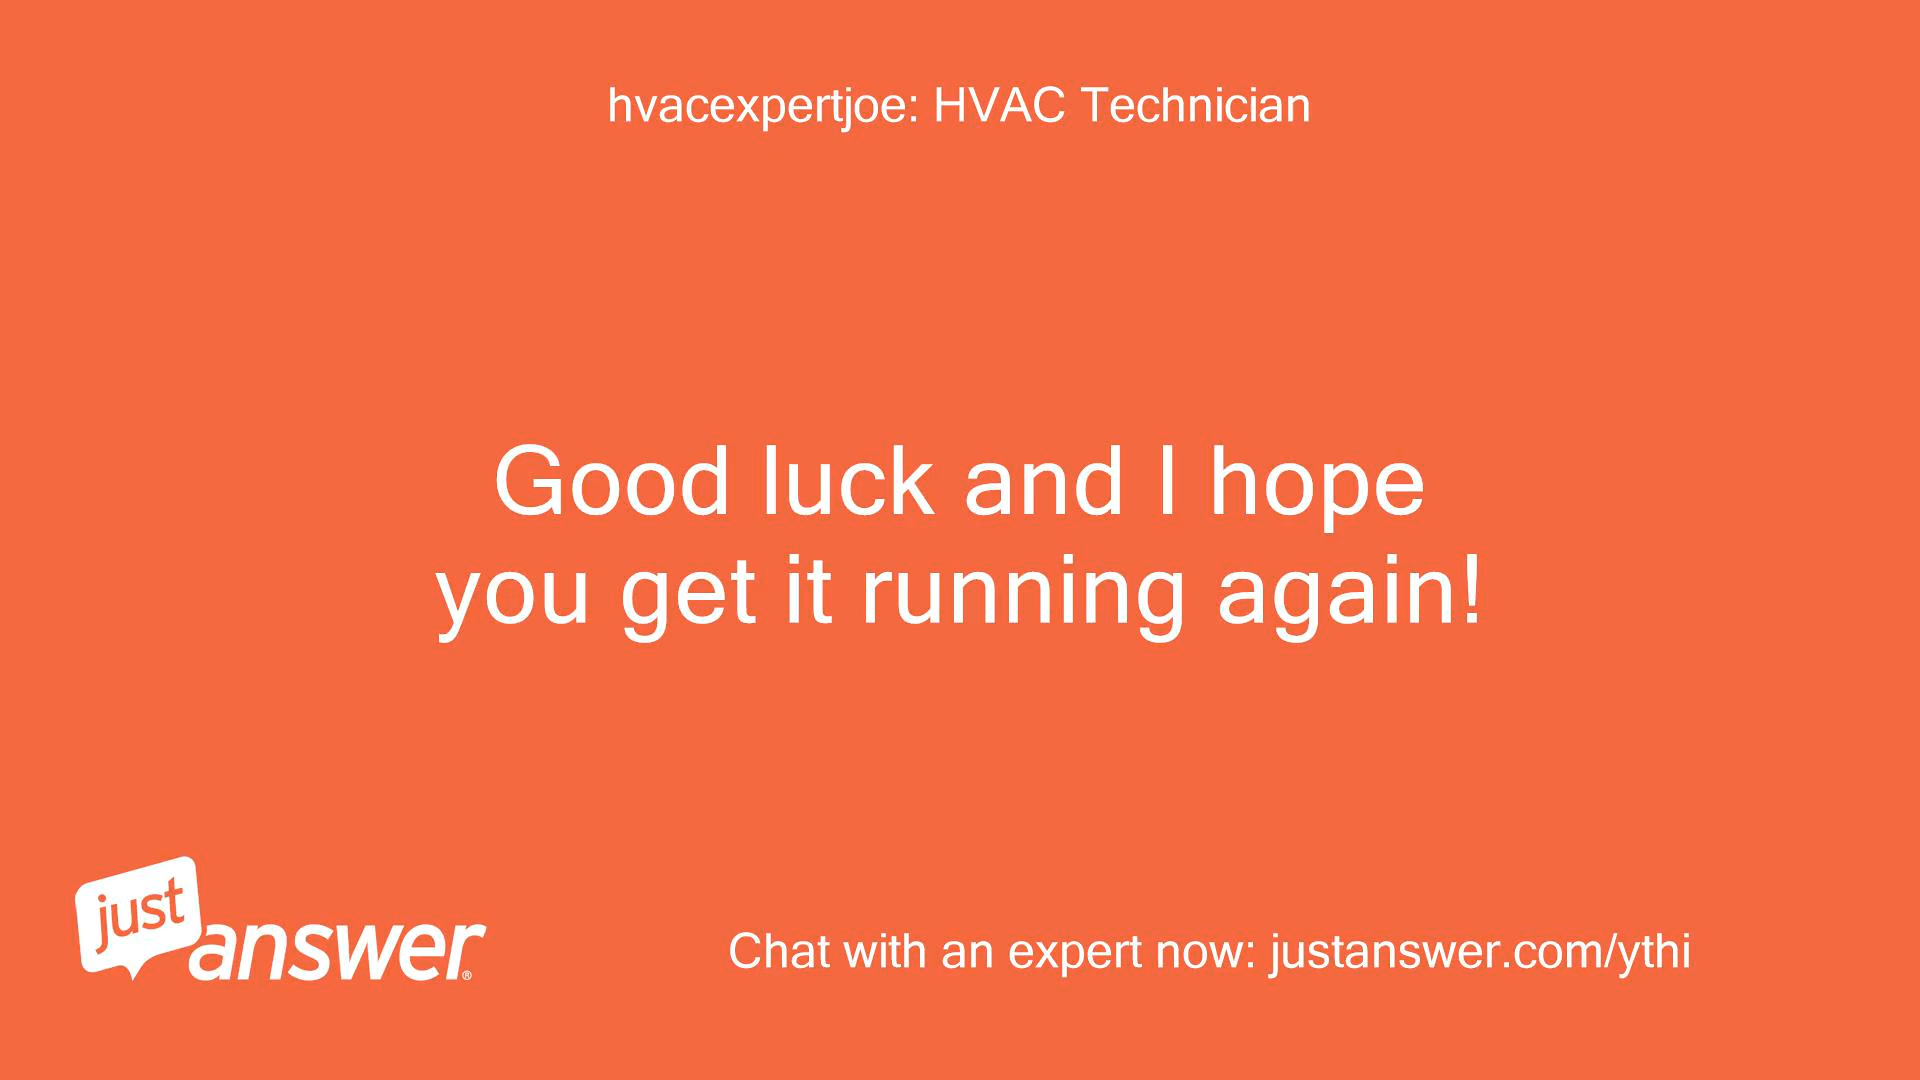 hvacexpertjoe: HVAC Technician
Good luck and I hope
you get it running again!
just
answer®
Chat with an expert now: justanswer.com/ythi